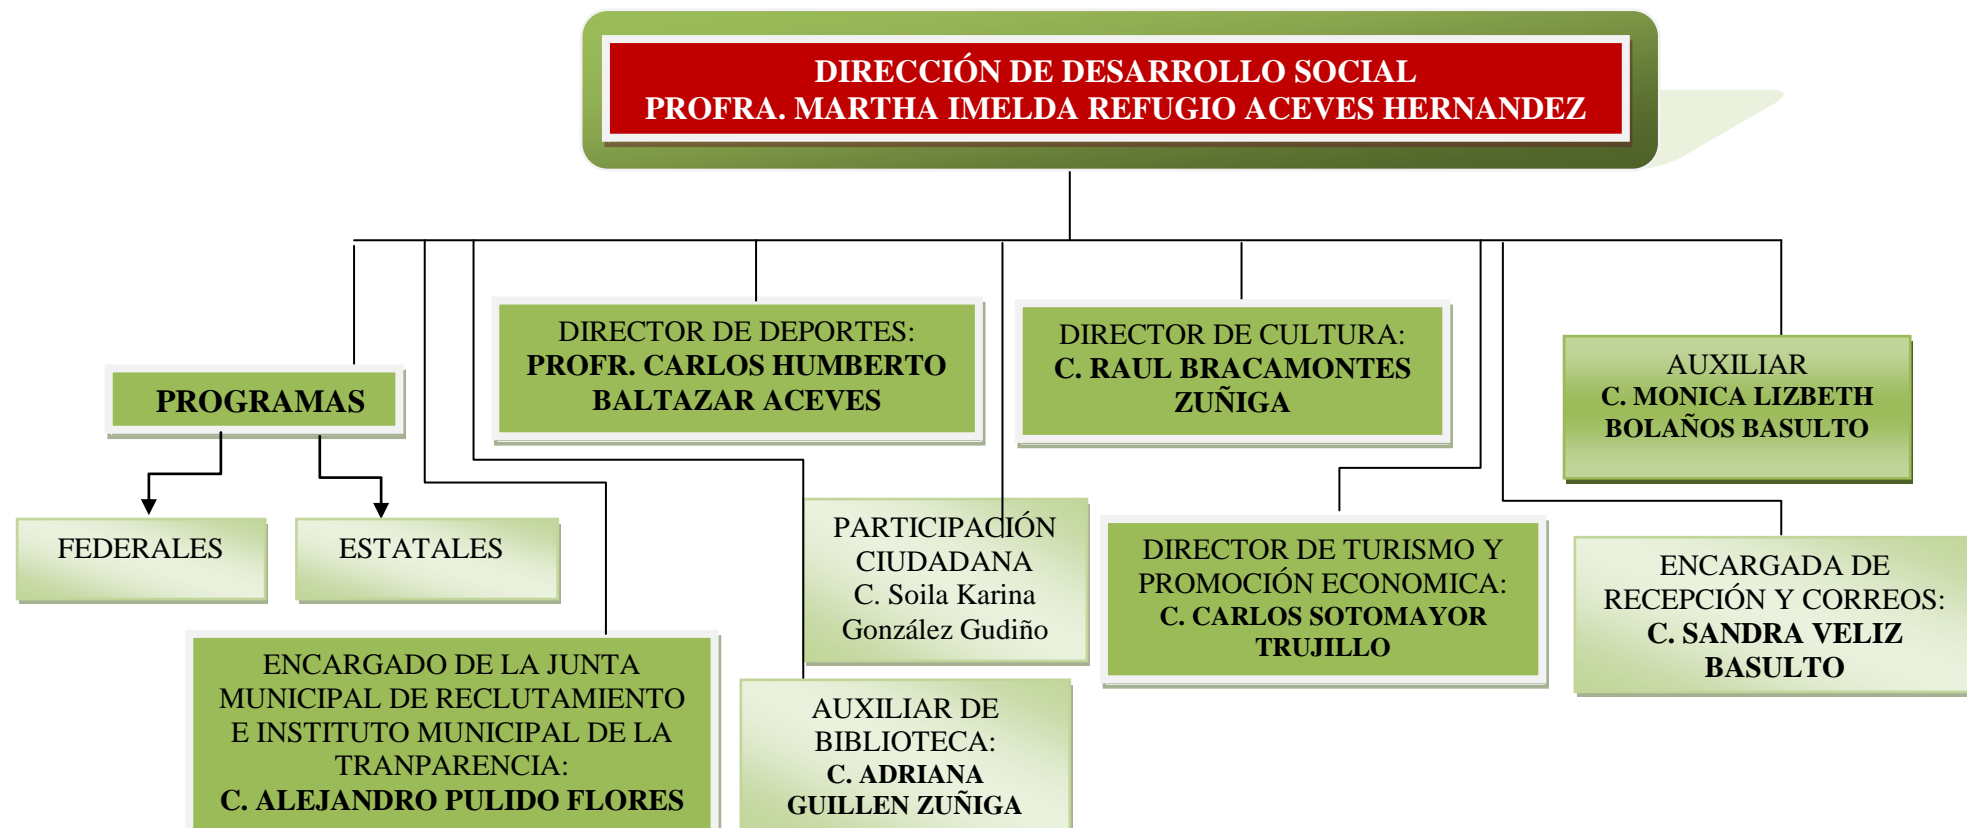 DIRECCIÓN DE DESARROLLO SOCIAL
PROFRA. MARTHA IMELDA REFUGIO ACEVES HERNANDEZ
DIRECTOR DE DEPORTES:
PROFR. CARLOS HUMBERTO
BALTAZAR ACEVES
DIRECTOR DE CULTURA:
C. RAUL BRACAMONTES
ZUÑIGA
AUXILIAR
C. MONICA LIZBETH
BOLAÑOS BASULTO
PROGRAMAS
FEDERALES
ESTATALES
PARTICIPACIÓN
CIUDADANA
C. Soila Karina
González Gudiño
DIRECTOR DE TURISMO Y
PROMOCIÓN ECONOMICA:
C. CARLOS SOTOMAYOR
TRUJILLO
ENCARGADA DE
RECEPCIÓN Y CORREOS:
C. SANDRA VELIZ
BASULTO
ENCARGADO DE LA JUNTA
MUNICIPAL DE RECLUTAMIENTO
E INSTITUTO MUNICIPAL DE LA
TRANPARENCIA:
C. ALEJANDRO PULIDO FLORES
AUXILIAR DE
BIBLIOTECA:
C. ADRIANA
GUILLEN ZUÑIGA